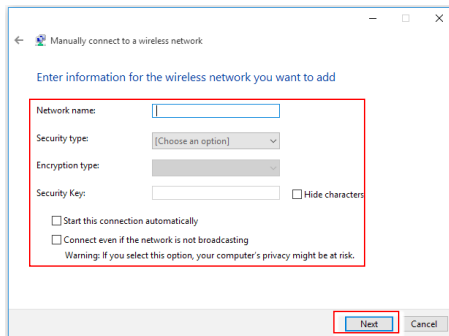 Manually connect to a wireless network
Enter information for the wireless network you want to add
Network name:
Security type: [Choose an option]
Encryption type:
Security Key: Hide characters
Start this connection automatically
Connect even if the network is not broadcasting
Warning: If you select this option, your computer's privacy might be at risk.
Next Cancel